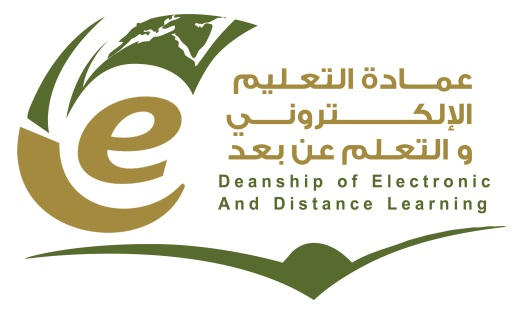 e
عمادة التعليم
الإلكتروني
و التعلم عن بعد
Deanship of Electronic
And Distance Learning